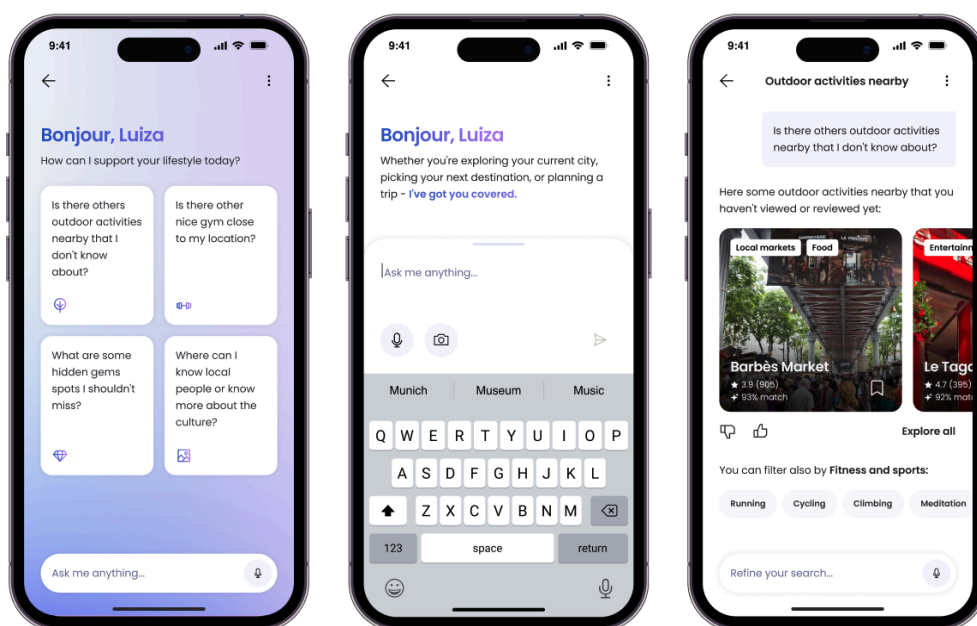 9:41
Bonjour, Luiza
How can I support your lifestyle today?
Is there others
outdoor activities
nearby that I
don't know
about?
Is there other
nice gym close
to my location?
What are some
hidden gems
spots I shouldn't
miss?
Where can I
know local
people or know
more about the
culture?
Ask me anything...
9:41
Bonjour, Luiza
Whether you're exploring your current city,
picking your next destination, or planning a
trip - I've got you covered.
Ask me anything...
Munich
Museum
Music
Q W E R T Y U I O P
A S D F G H J K L
Z X C V B N M
123
space
return
9:41
Outdoor activities nearby
Is there others outdoor activities
nearby that I don't know about?
Here some outdoor activities nearby that you
haven't viewed or reviewed yet:
Local markets
Food
Barbès Market
3.9 (905)
93% match
Entertainn
Le Tagc
4.7 (395)
92% matc
Explore all
You can filter also by Fitness and sports:
Running
Cycling
Climbing
Meditation
Refine your search...